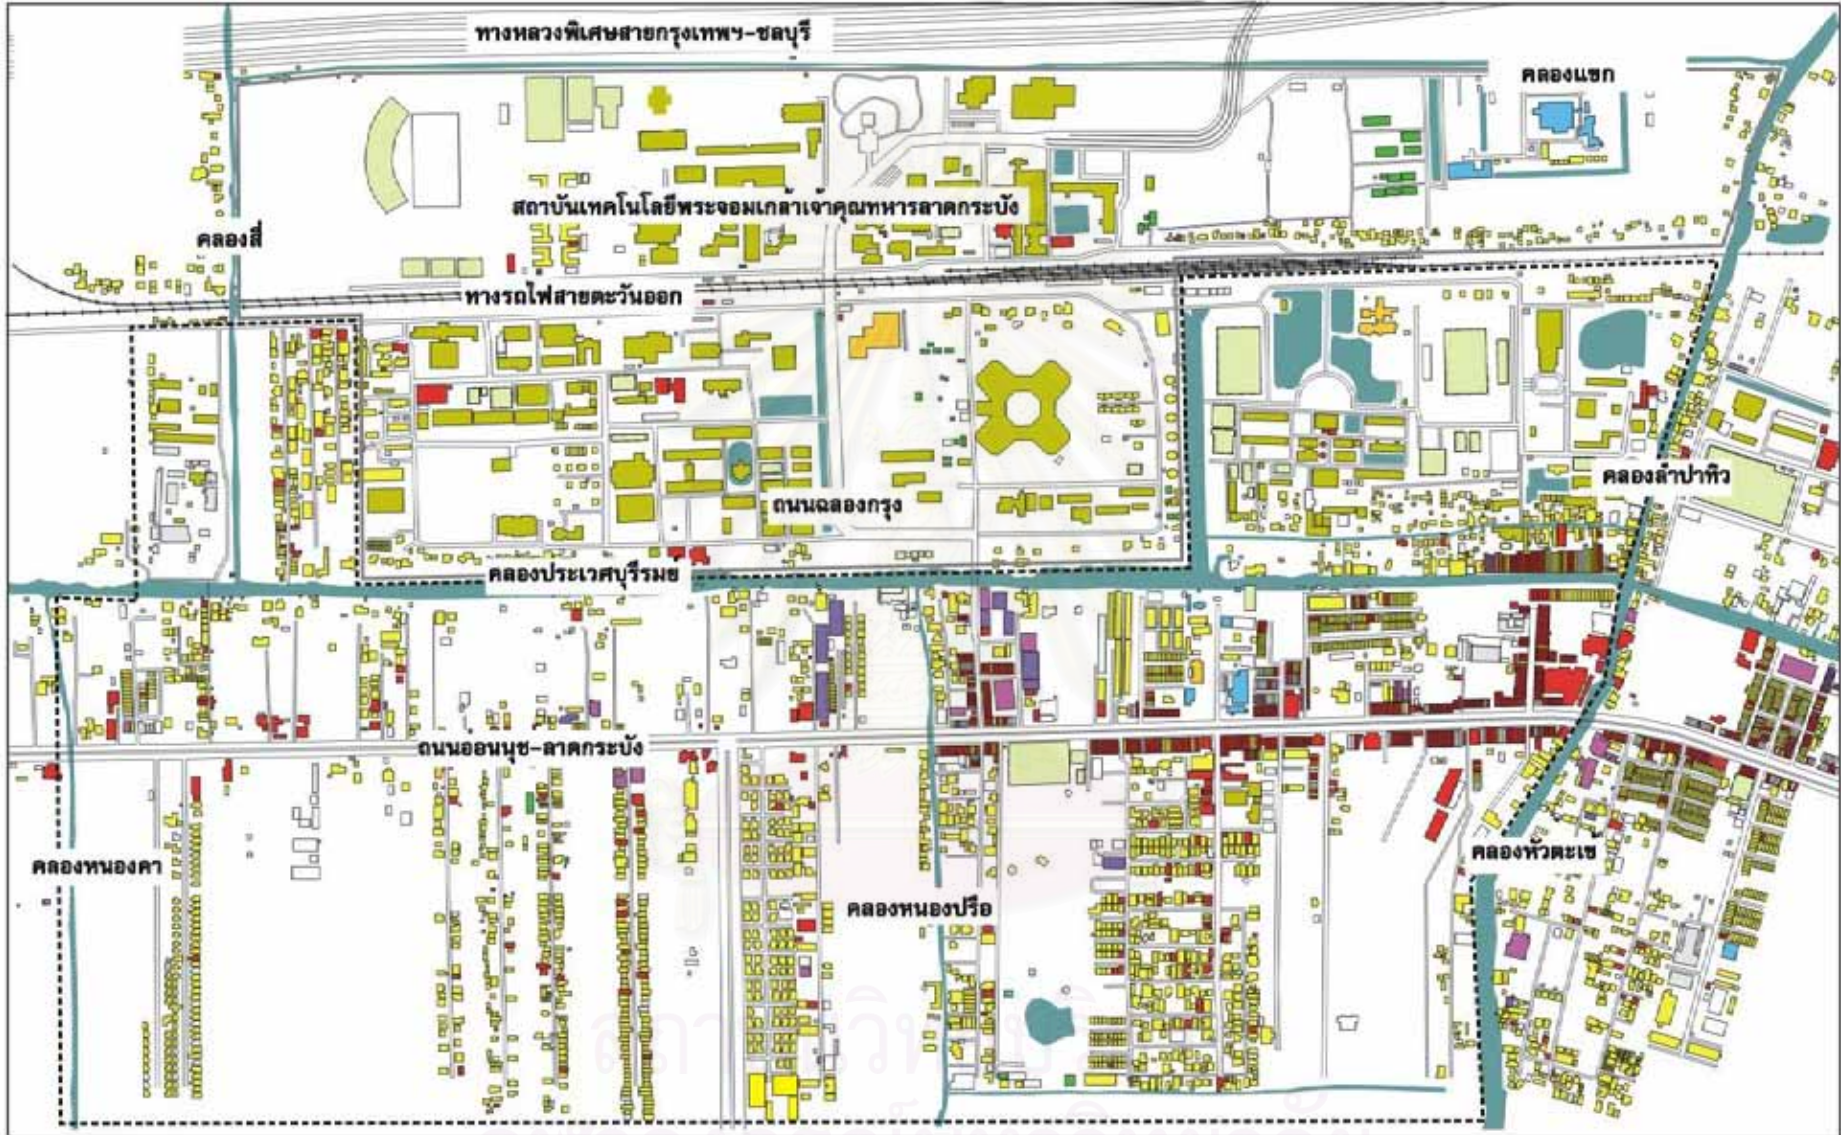 ทางหลวงพิเศษสายกรุงเทพฯ-ชลบุรี
คลองแขก
สถาบันเทคโนโลยีพระจอมเกล้าเจ้าคุณทหารลาดกระบัง
คลองสี่
ทางรถไฟสายตะวันออก
คลองลำปาทิว
ถนนฉลองกรุง
คลองประเวศบุรีรมย์
ถนนอ่อนนุช-ลาดกระบัง
คลองหัวตะเข้
คลองหนองคา
คลองหนองปรือ